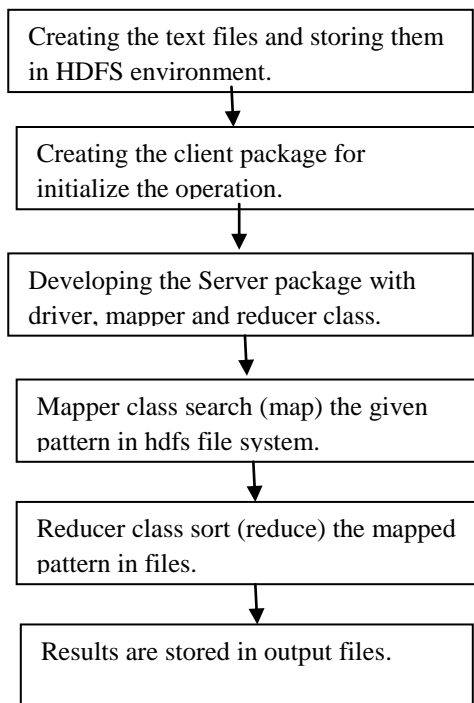 Creating the text files and storing them
in HDFS environment.
Creating the client package for
initialize the operation.
Developing the Server package with
driver, mapper and reducer class.
Mapper class search (map) the given
pattern in hdfs file system.
Reducer class sort (reduce) the mapped
pattern in files.
Results are stored in output files.